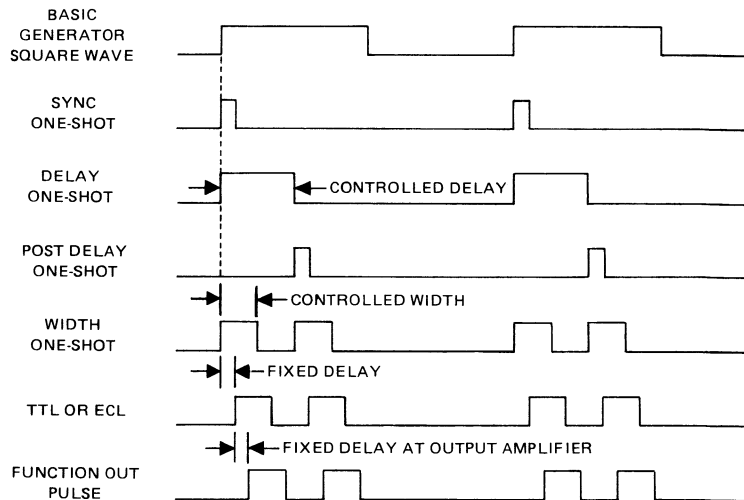 BASIC
GENERATOR
SQUARE WAVE
SYNC
ONE-SHOT
DELAY
ONE-SHOT
CONTROLLED DELAY
POST DELAY
ONE-SHOT
CONTROLLED WIDTH
WIDTH
ONE-SHOT
FIXED DELAY
TTL OR ECL
FIXED DELAY AT OUTPUT AMPLIFIER
FUNCTION OUT
PULSE